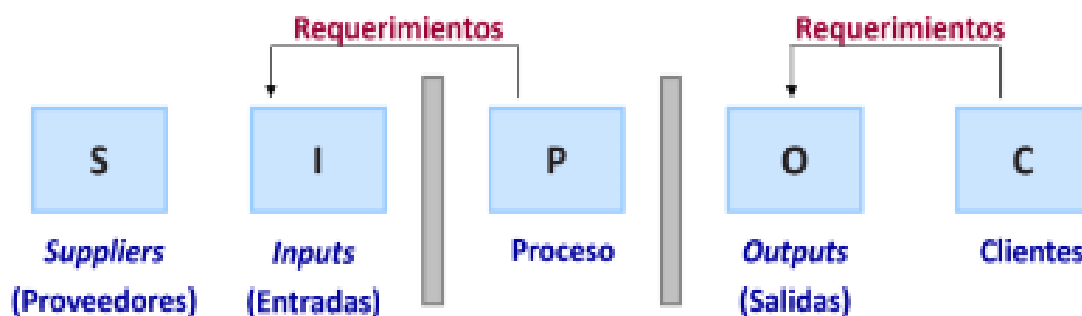 Requerimientos
Requerimientos
S
I
P
O
C
Suppliers
(Proveedores)
Inputs
(Entradas)
Proceso
Outputs
(Salidas)
Clientes